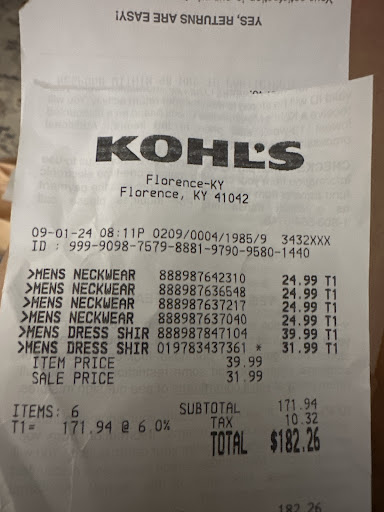 YES, RETURNS ARE EASY!
KOHL'S
Florence-KY
Florence, KY 41042
09-01-24 08:11P 0209/0004/1985/9 3432XXX
ID : 999-9098-7579-8881-9790-9580-1440
>MENS NECKWEAR 888987642310 24.99 T1
>MENS NECKWEAR 888987636548 24.99 T1
>MENS NECKWEAR 888987637217 24.99 T1
>MENS NECKWEAR 888987637040 24.99 T1
>MENS DRESS SHIR 888987847104 39.99 T1
>MENS DRESS SHIR 019783437361 * 31.99 T1
ITEM PRICE 39.99
SALE PRICE 31.99
ITEMS: 6 SUBTOTAL 171.94
T1= 171.94 @ 6.0% TAX 10.32
TOTAL $182.26
182.26